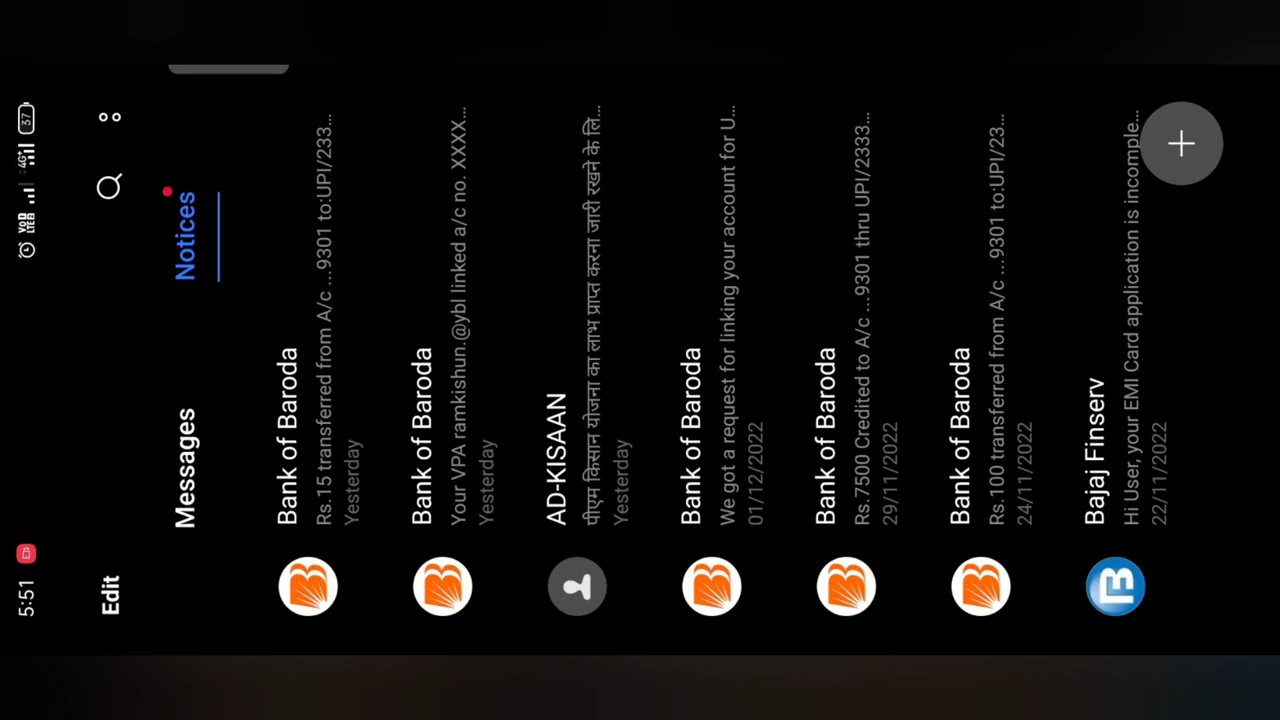 5:51
VoD
LTE
4G+
37
Edit
Messages
Notices
Bank of Baroda
Rs.15 transferred from A/c ...9301 to:UPI/233...
Yesterday
Bank of Baroda
Your VPA ramkishun.@ybl linked a/c no. XXXX...
Yesterday
AD-KISAAN
पीएम किसान योजना का लाभ प्राप्त करना जारी रखने के लि...
Yesterday
Bank of Baroda
We got a request for linking your account for U...
01/12/2022
Bank of Baroda
Rs.7500 Credited to A/c ...9301 thru UPI/2333...
29/11/2022
Bank of Baroda
Rs.100 transferred from A/c ...9301 to:UPI/23...
24/11/2022
Bajaj Finserv
Hi User, your EMI Card application is incomple...
22/11/2022